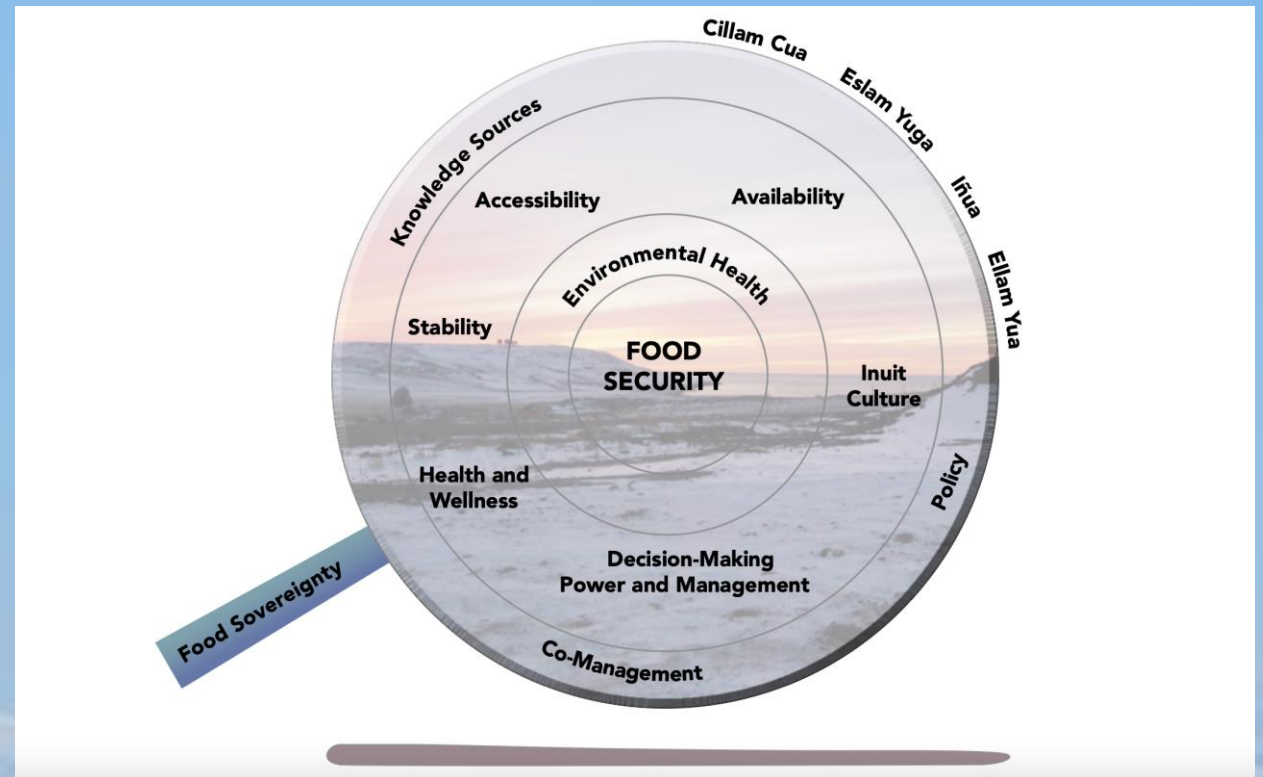 Cillam Cua
Eslam Yuga
Iñua
Ellam Yua
Knowledge Sources
Accessibility
Availability
Environmental Health
Stability
FOOD
SECURITY
Inuit
Culture
Health and
Wellness
Policy
Decision-Making
Power and Management
Food Sovereignty
Co-Management